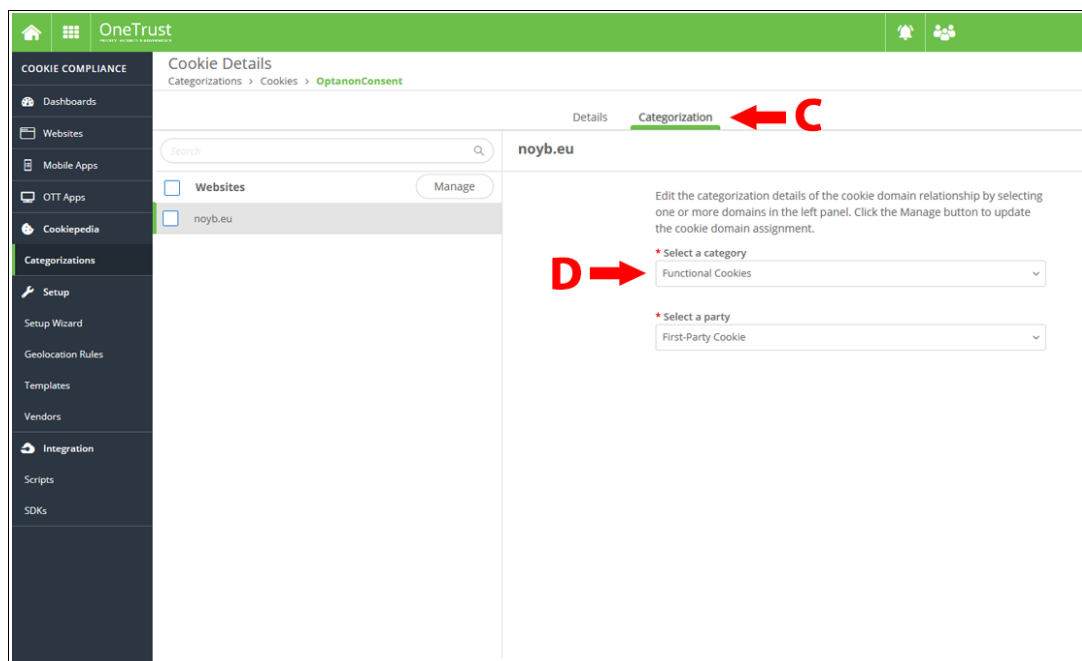 OneTrust
COOKIE COMPLIANCE
Dashboards
Websites
Mobile Apps
OTT Apps
Cookiepedia
Categorizations
Setup
Setup Wizard
Geolocation Rules
Templates
Vendors
Integration
Scripts
SDKs
Cookie Details
Categorizations > Cookies > OptanonConsent
Details Categorization C
Search
Websites Manage
noyb.eu
noyb.eu
Edit the categorization details of the cookie domain relationship by selecting
one or more domains in the left panel. Click the Manage button to update
the cookie domain assignment.
* Select a category
D Functional Cookies
* Select a party
First-Party Cookie